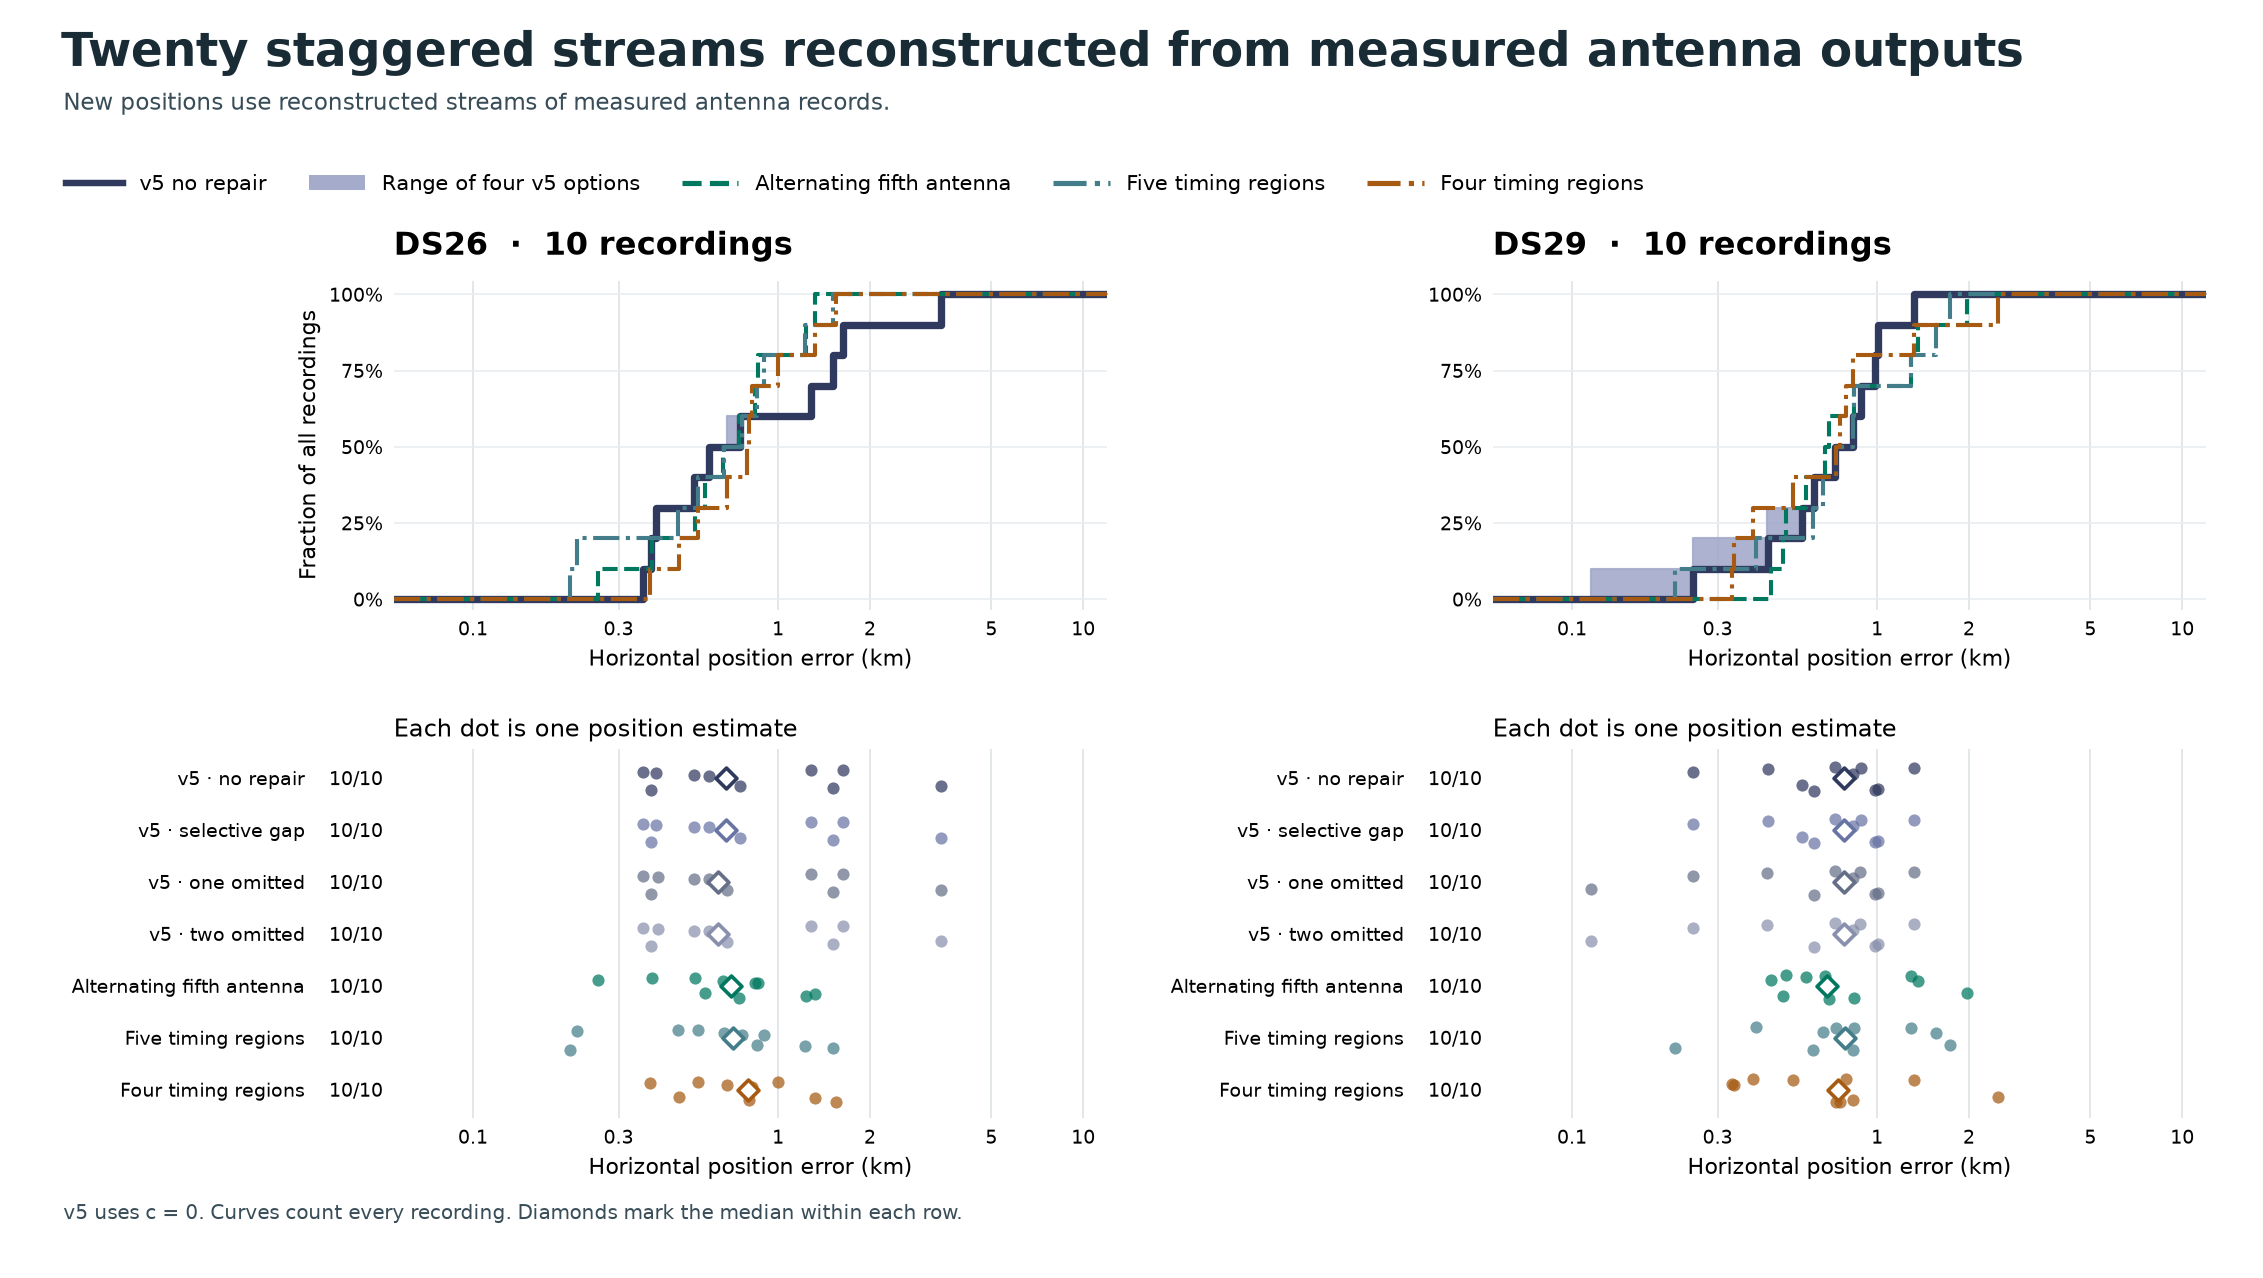 Twenty staggered streams reconstructed from measured antenna outputs
New positions use reconstructed streams of measured antenna records.
v5 no repair
Range of four v5 options
Alternating fifth antenna
Five timing regions
Four timing regions
DS26 · 10 recordings
Fraction of all recordings
100%
75%
50%
25%
0%
0.1 0.3 1 2 5 10
Horizontal position error (km)
DS29 · 10 recordings
100%
75%
50%
25%
0%
0.1 0.3 1 2 5 10
Horizontal position error (km)
Each dot is one position estimate
v5 · no repair 10/10
v5 · selective gap 10/10
v5 · one omitted 10/10
v5 · two omitted 10/10
Alternating fifth antenna 10/10
Five timing regions 10/10
Four timing regions 10/10
0.1 0.3 1 2 5 10
Horizontal position error (km)
Each dot is one position estimate
v5 · no repair 10/10
v5 · selective gap 10/10
v5 · one omitted 10/10
v5 · two omitted 10/10
Alternating fifth antenna 10/10
Five timing regions 10/10
Four timing regions 10/10
0.1 0.3 1 2 5 10
Horizontal position error (km)
v5 uses c = 0. Curves count every recording. Diamonds mark the median within each row.